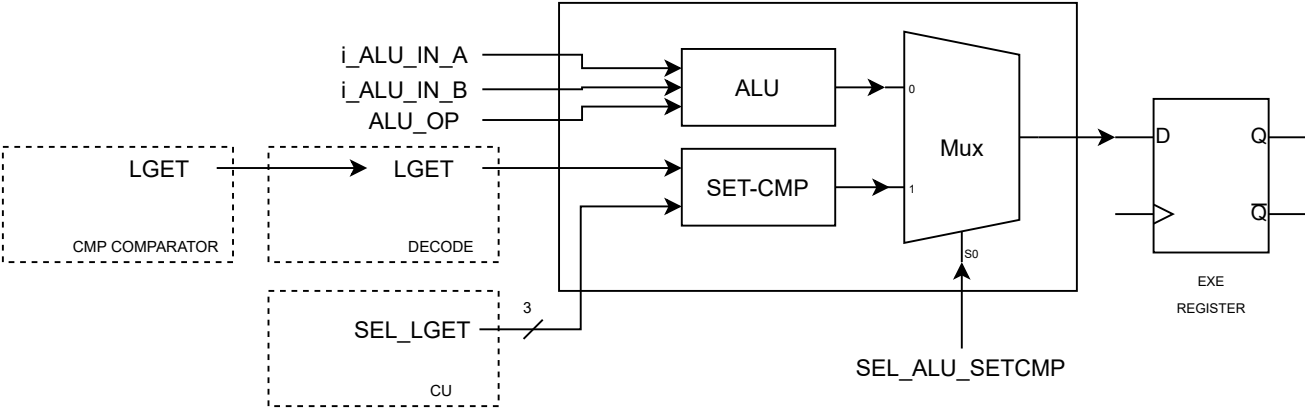 i_ALU_IN_A
i_ALU_IN_B
ALU_OP
ALU
0
Mux
D
Q
Q̅
LGET
CMP COMPARATOR
LGET
DECODE
SET-CMP
1
S0
EXE
REGISTER
3
SEL_LGET
CU
SEL_ALU_SETCMP